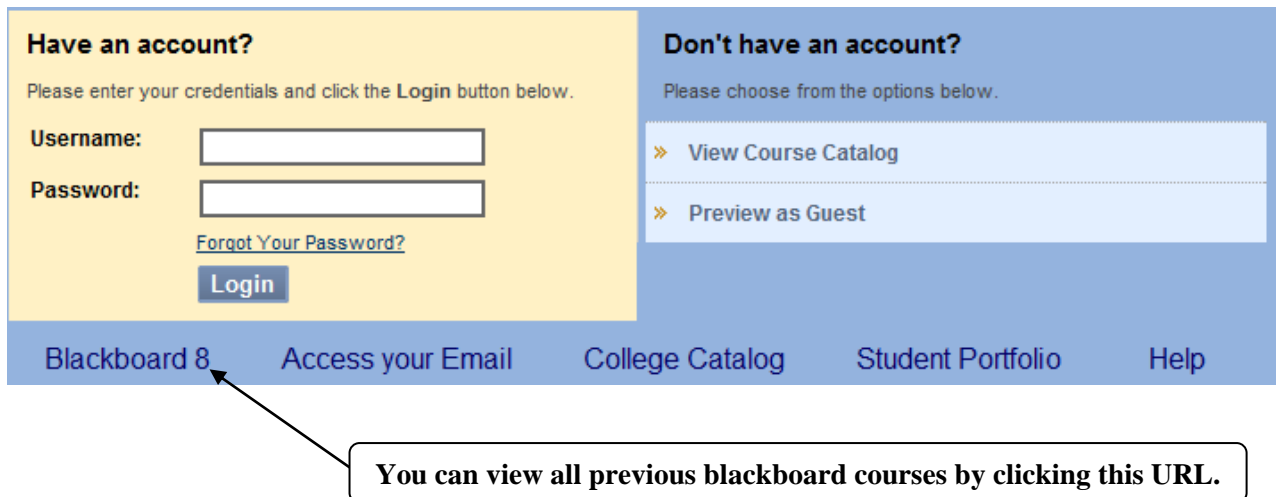 Have an account?
Please enter your credentials and click the Login button below.
Username:
Password:
Forgot Your Password?
Login
Don't have an account?
Please choose from the options below.
» View Course Catalog
» Preview as Guest
Blackboard 8 Access your Email College Catalog Student Portfolio Help
You can view all previous blackboard courses by clicking this URL.